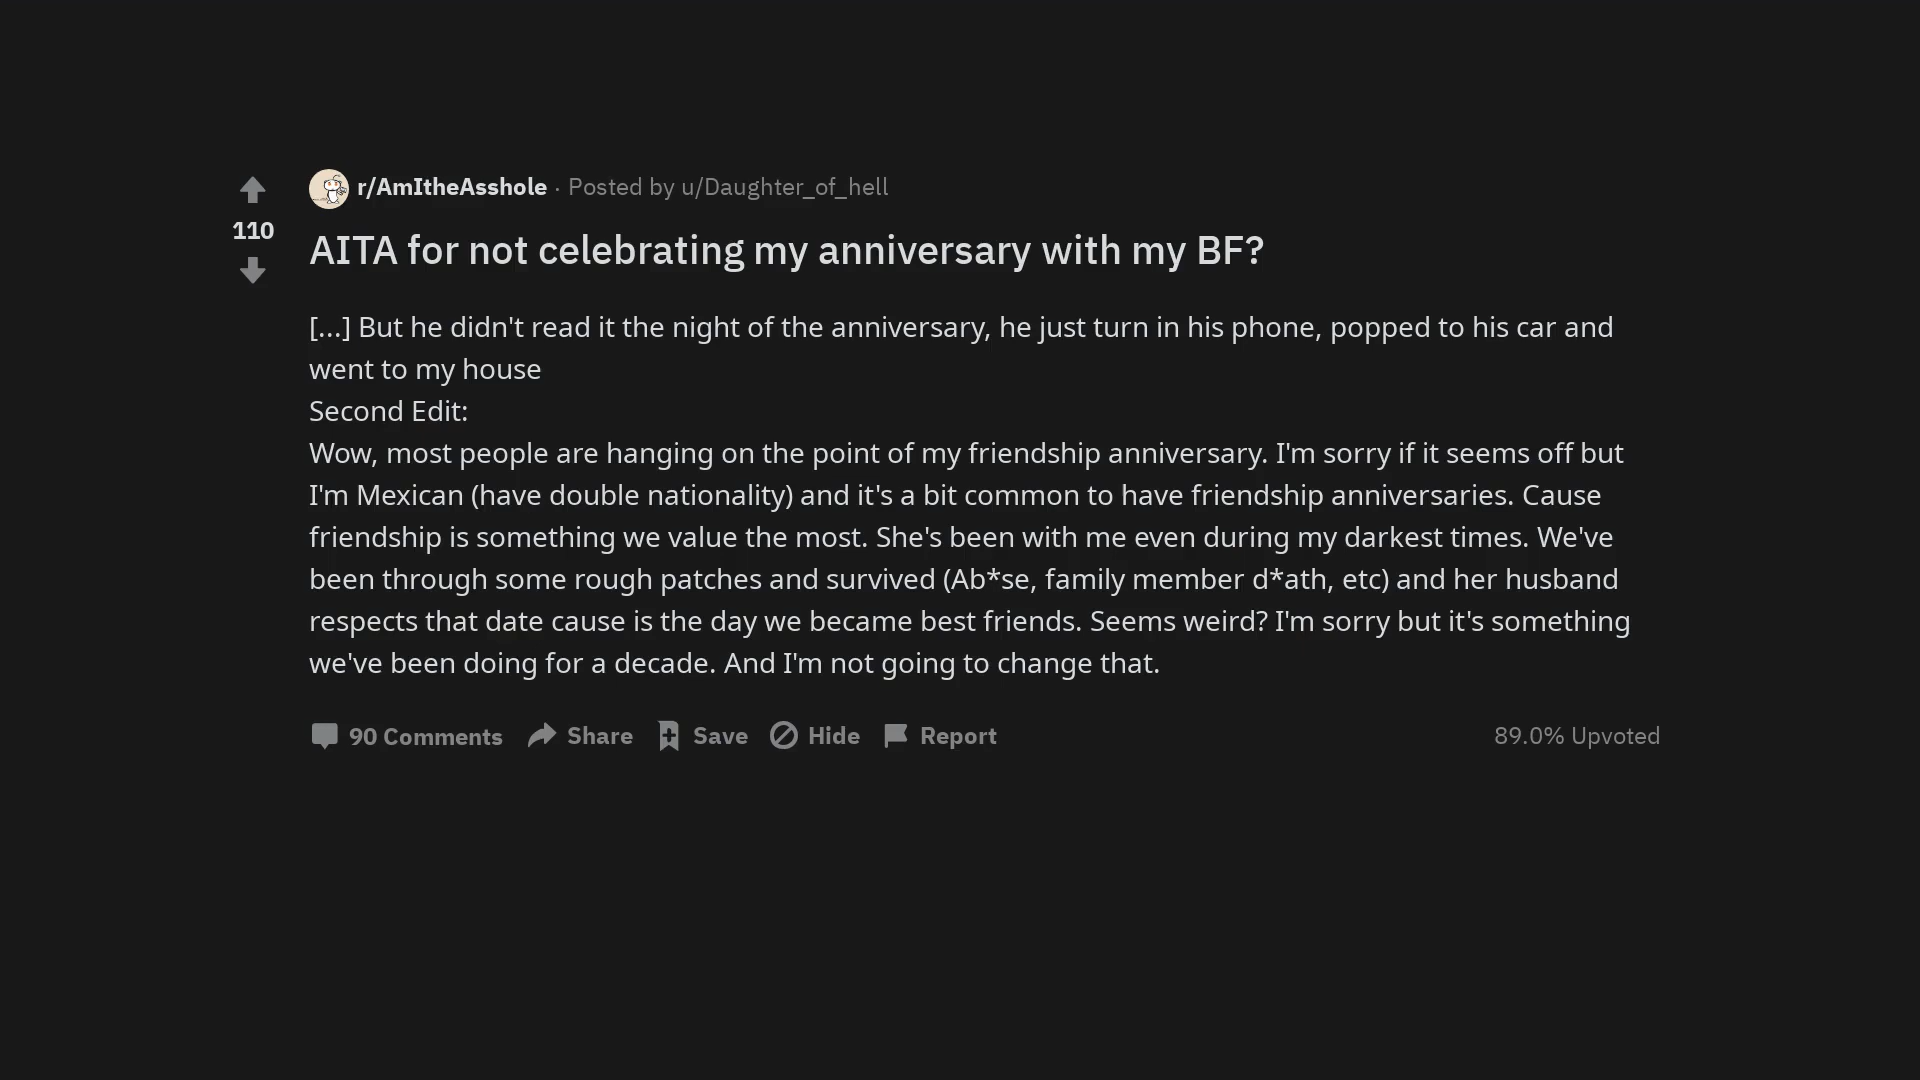 r/AmItheAsshole · Posted by u/Daughter_of_hell
110
AITA for not celebrating my anniversary with my BF?
[...] But he didn't read it the night of the anniversary, he just turn in his phone, popped to his car and
went to my house
Second Edit:
Wow, most people are hanging on the point of my friendship anniversary. I'm sorry if it seems off but
I'm Mexican (have double nationality) and it's a bit common to have friendship anniversaries. Cause
friendship is something we value the most. She's been with me even during my darkest times. We've
been through some rough patches and survived (Ab*se, family member d*ath, etc) and her husband
respects that date cause is the day we became best friends. Seems weird? I'm sorry but it's something
we've been doing for a decade. And I'm not going to change that.
90 Comments Share Save Hide Report 89.0% Upvoted